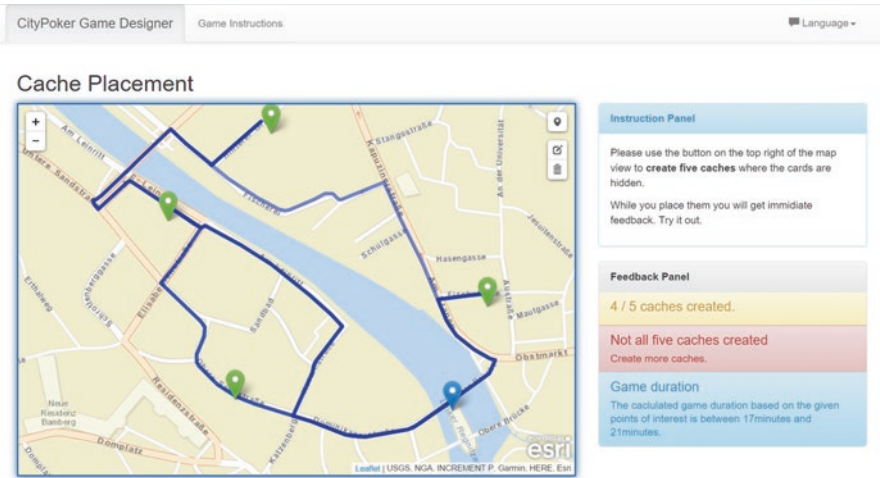 CityPoker Game Designer
Game Instructions
Language
Cache Placement
+
−
Am Leinritt
Untere Sandstraße
Fischerei
Stangsstraße
Kapuzinerstraße
An der Universität
Jesuitenstraße
Schulgasse
Hasengasse
Austraße
Mautgasse
Obstmarkt
Obere Brücke
Sandbad
Schrottenberggasse
Residenzstraße
Neue
Residenz
Bamberg
Domplatz
Katzenberg
esri
Leaflet | USGS, NGA, INCREMENT P, Garmin, HERE, Esri
Instruction Panel
Please use the button on the top right of the map
view to create five caches where the cards are
hidden.
While you place them you will get immidiate
feedback. Try it out.
Feedback Panel
4 / 5 caches created.
Not all five caches created
Create more caches.
Game duration
The caclulated game duration based on the given
points of interest is between 17minutes and
21minutes.